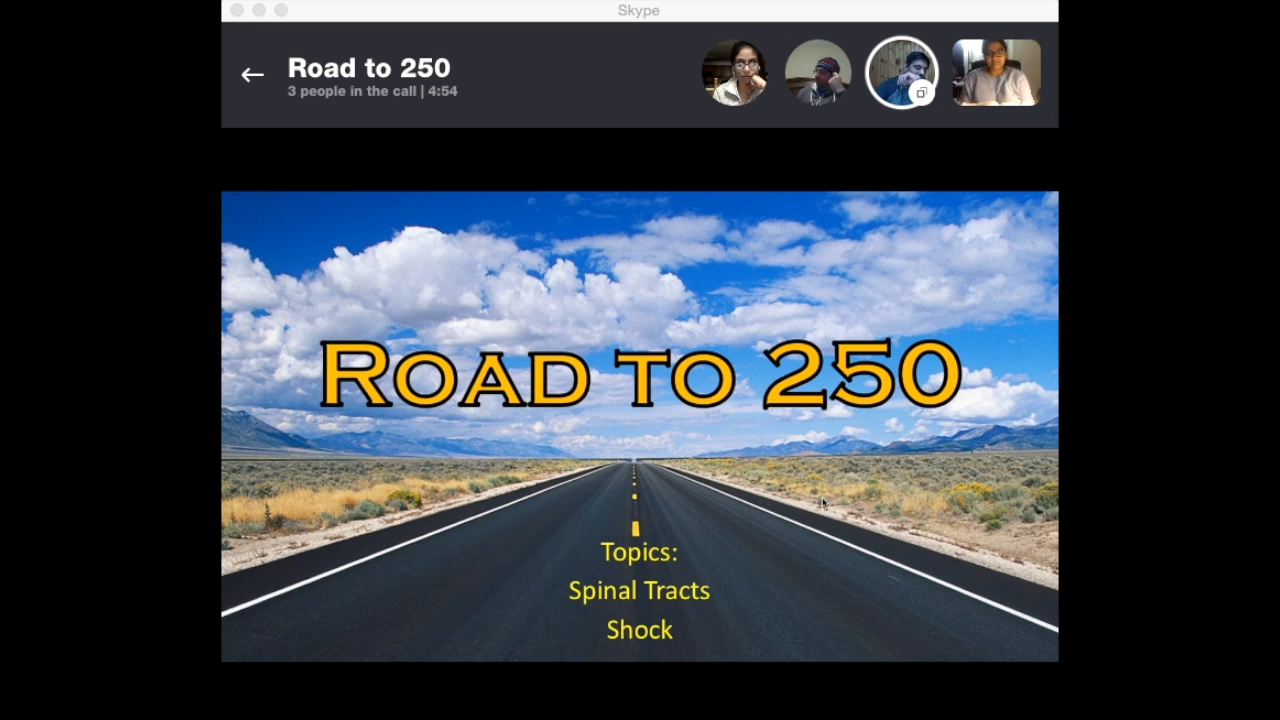 Skype
Road to 250
3 people in the call | 4:54
Road to 250
Topics:
Spinal Tracts
Shock